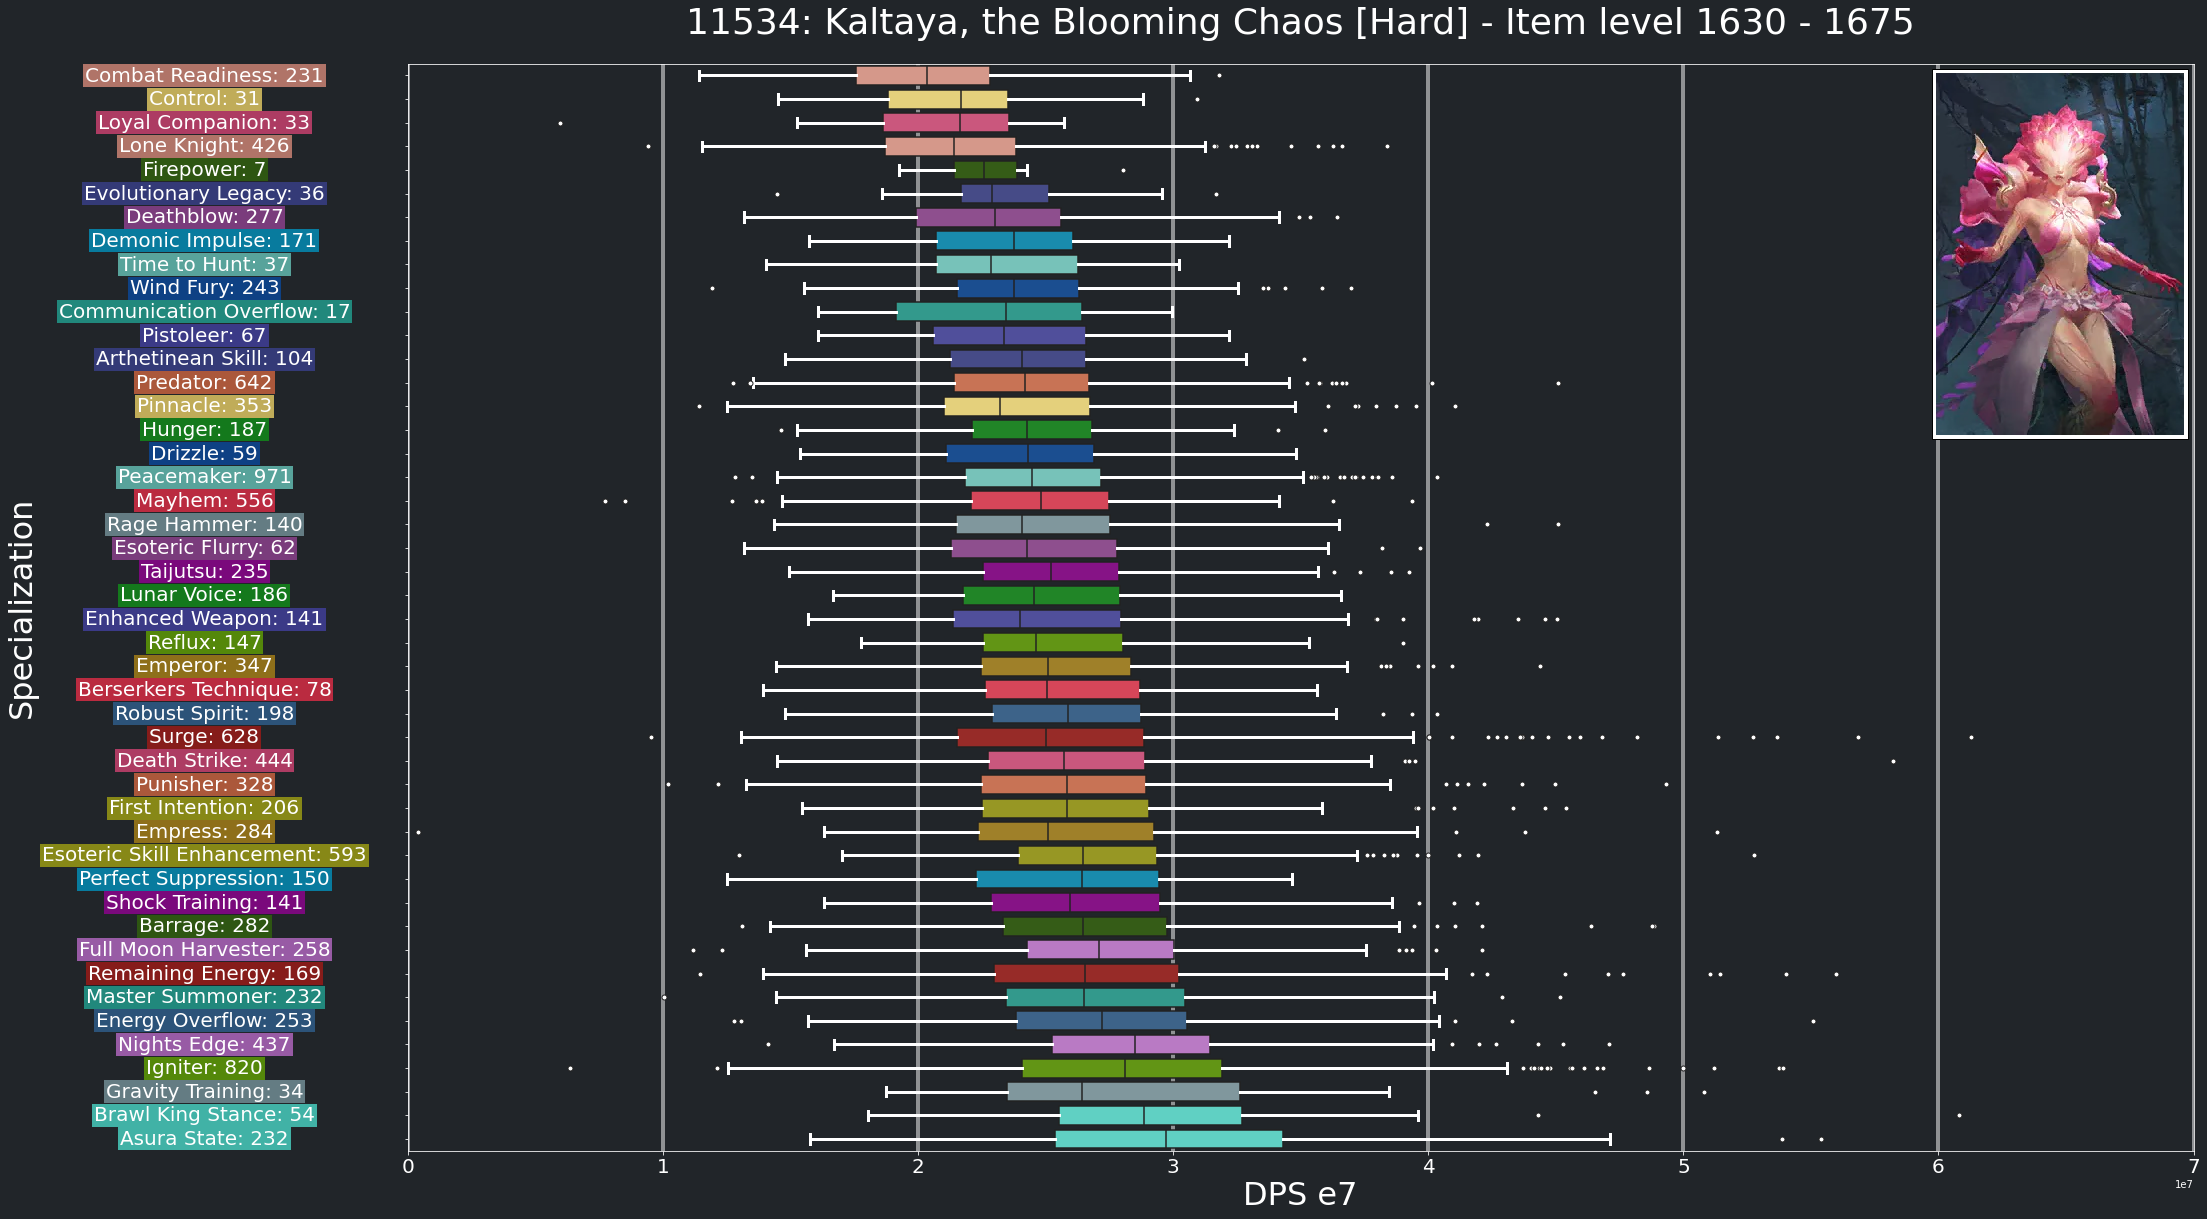 11534: Kaltaya, the Blooming Chaos [Hard] - Item level 1630 - 1675
Specialization
Combat Readiness: 231
Control: 31
Loyal Companion: 33
Lone Knight: 426
Firepower: 7
Evolutionary Legacy: 36
Deathblow: 277
Demonic Impulse: 171
Time to Hunt: 37
Wind Fury: 243
Communication Overflow: 17
Pistoleer: 67
Arthetinean Skill: 104
Predator: 642
Pinnacle: 353
Hunger: 187
Drizzle: 59
Peacemaker: 971
Mayhem: 556
Rage Hammer: 140
Esoteric Flurry: 62
Taijutsu: 235
Lunar Voice: 186
Enhanced Weapon: 141
Reflux: 147
Emperor: 347
Berserkers Technique: 78
Robust Spirit: 198
Surge: 628
Death Strike: 444
Punisher: 328
First Intention: 206
Empress: 284
Esoteric Skill Enhancement: 593
Perfect Suppression: 150
Shock Training: 141
Barrage: 282
Full Moon Harvester: 258
Remaining Energy: 169
Master Summoner: 232
Energy Overflow: 253
Nights Edge: 437
Igniter: 820
Gravity Training: 34
Brawl King Stance: 54
Asura State: 232
0 1 2 3 4 5 6 7
1e7
DPS e7